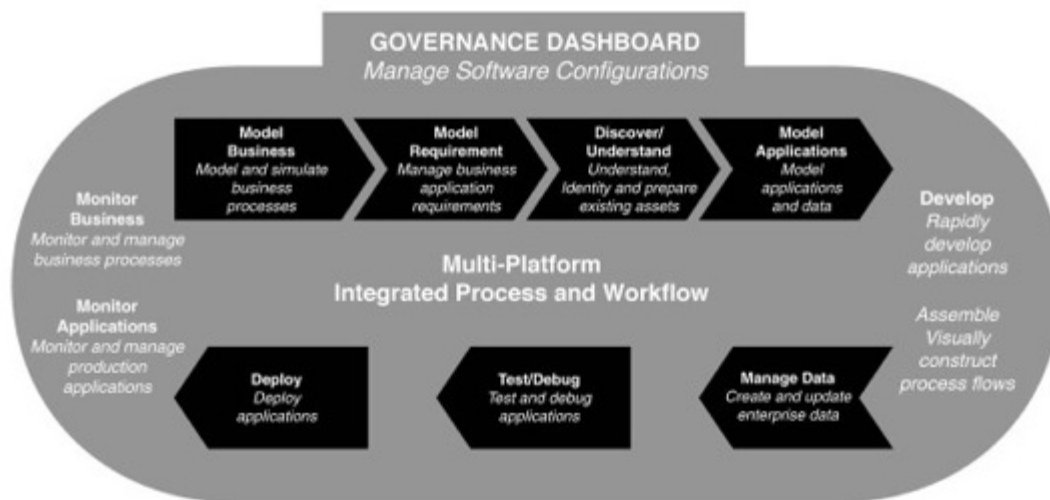 GOVERNANCE DASHBOARD
Manage Software Configurations
Model
Business
Model and simulate
business
processes
Model
Requirement
Manage business
application
requirements
Discover/
Understand
Understand,
Identity and prepare
existing assets
Model
Applications
Model
applications
and data
Monitor
Business
Monitor and manage
business processes
Develop
Rapidly
develop
applications
Multi-Platform
Integrated Process and Workflow
Monitor
Applications
Monitor and manage
production
applications
Assemble
Visually
construct
process flows
Deploy
Deploy
applications
Test/Debug
Test and debug
applications
Manage Data
Create and update
enterprise data